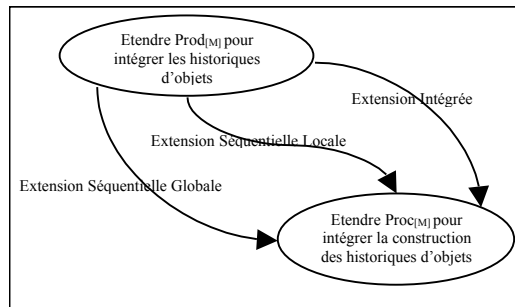 Etendre Prod[M] pour
intégrer les historiques
d'objets
Extension Intégrée
Extension Séquentielle Locale
Extension Séquentielle Globale
Etendre Proc[M] pour
intégrer la construction
des historiques d'objets